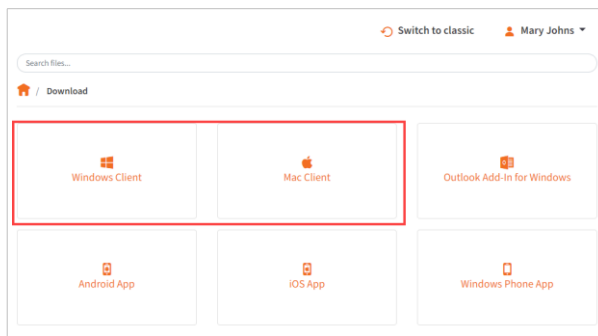 Switch to classic Mary Johns
Search files...
/ Download
Windows Client Mac Client Outlook Add-In for Windows
Android App iOS App Windows Phone App